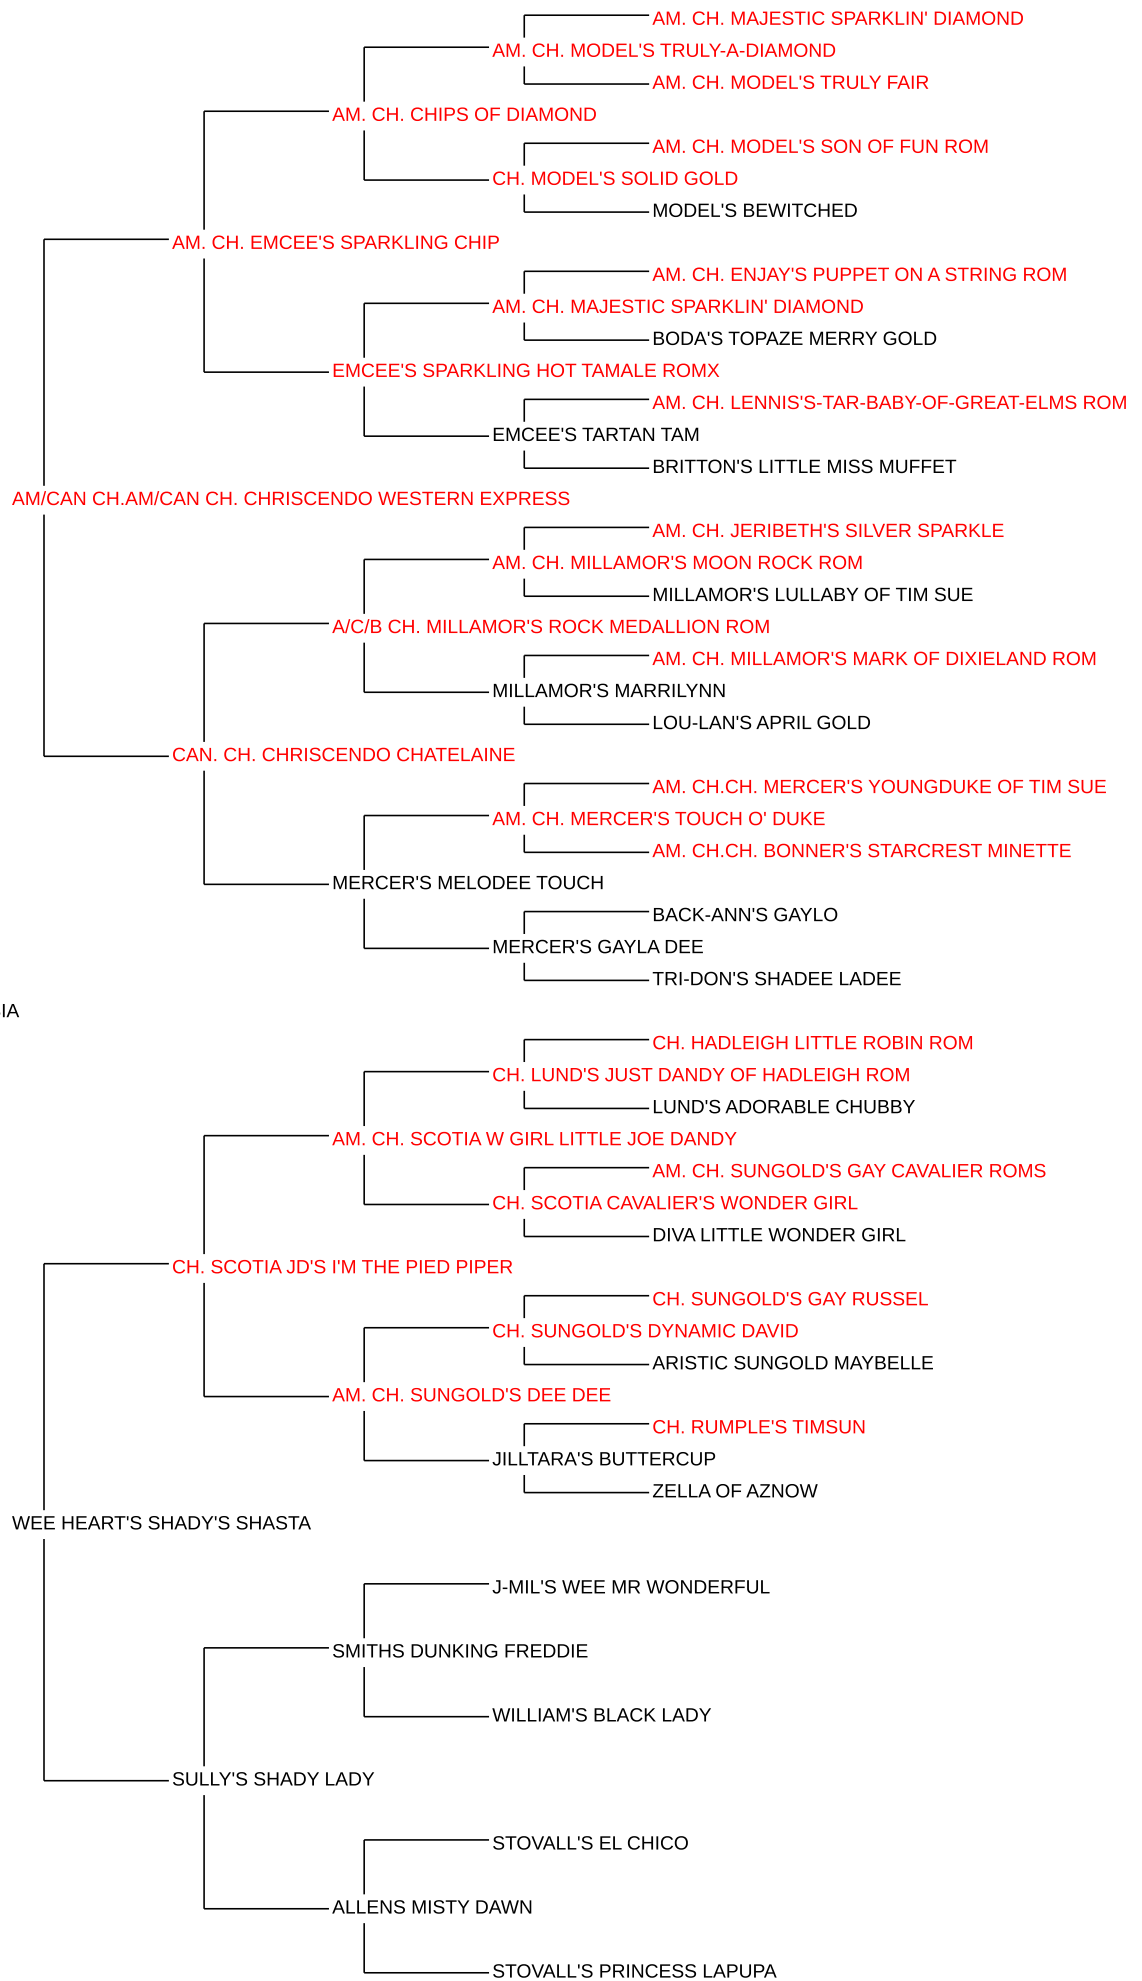 AM. CH. MAJESTIC SPARKLIN' DIAMOND
AM. CH. MODEL'S TRULY-A-DIAMOND
AM. CH. MODEL'S TRULY FAIR
AM. CH. CHIPS OF DIAMOND
AM. CH. MODEL'S SON OF FUN ROM
CH. MODEL'S SOLID GOLD
MODEL'S BEWITCHED
AM. CH. EMCEE'S SPARKLING CHIP
AM. CH. ENJAY'S PUPPET ON A STRING ROM
AM. CH. MAJESTIC SPARKLIN' DIAMOND
BODA'S TOPAZE MERRY GOLD
EMCEE'S SPARKLING HOT TAMALE ROMX
AM. CH. LENNIS'S-TAR-BABY-OF-GREAT-ELMS ROM
EMCEE'S TARTAN TAM
BRITTON'S LITTLE MISS MUFFET
AM/CAN CH.AM/CAN CH. CHRISCENDO WESTERN EXPRESS
AM. CH. JERIBETH'S SILVER SPARKLE
AM. CH. MILLAMOR'S MOON ROCK ROM
MILLAMOR'S LULLABY OF TIM SUE
A/C/B CH. MILLAMOR'S ROCK MEDALLION ROM
AM. CH. MILLAMOR'S MARK OF DIXIELAND ROM
MILLAMOR'S MARRILYNN
LOU-LAN'S APRIL GOLD
CAN. CH. CHRISCENDO CHATELAINE
AM. CH.CH. MERCER'S YOUNGDUKE OF TIM SUE
AM. CH. MERCER'S TOUCH O' DUKE
AM. CH.CH. BONNER'S STARCREST MINETTE
MERCER'S MELODEE TOUCH
BACK-ANN'S GAYLO
MERCER'S GAYLA DEE
TRI-DON'S SHADEE LADEE
IA
CH. HADLEIGH LITTLE ROBIN ROM
CH. LUND'S JUST DANDY OF HADLEIGH ROM
LUND'S ADORABLE CHUBBY
AM. CH. SCOTIA W GIRL LITTLE JOE DANDY
AM. CH. SUNGOLD'S GAY CAVALIER ROMS
CH. SCOTIA CAVALIER'S WONDER GIRL
DIVA LITTLE WONDER GIRL
CH. SCOTIA JD'S I'M THE PIED PIPER
CH. SUNGOLD'S GAY RUSSEL
CH. SUNGOLD'S DYNAMIC DAVID
ARISTIC SUNGOLD MAYBELLE
AM. CH. SUNGOLD'S DEE DEE
CH. RUMPLE'S TIMSUN
JILLTARA'S BUTTERCUP
ZELLA OF AZNOW
WEE HEART'S SHADY'S SHASTA
J-MIL'S WEE MR WONDERFUL
SMITHS DUNKING FREDDIE
WILLIAM'S BLACK LADY
SULLY'S SHADY LADY
STOVALL'S EL CHICO
ALLENS MISTY DAWN
STOVALL'S PRINCESS LAPUPA